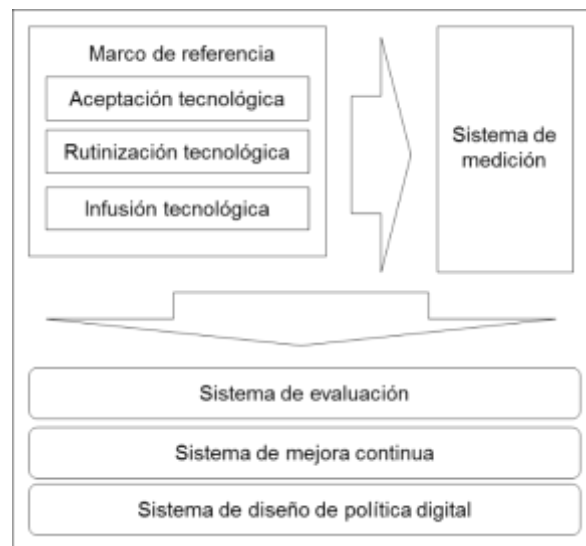 Marco de referencia
Aceptación tecnológica
Rutinización tecnológica
Infusión tecnológica
Sistema de
medición
Sistema de evaluación
Sistema de mejora continua
Sistema de diseño de política digital